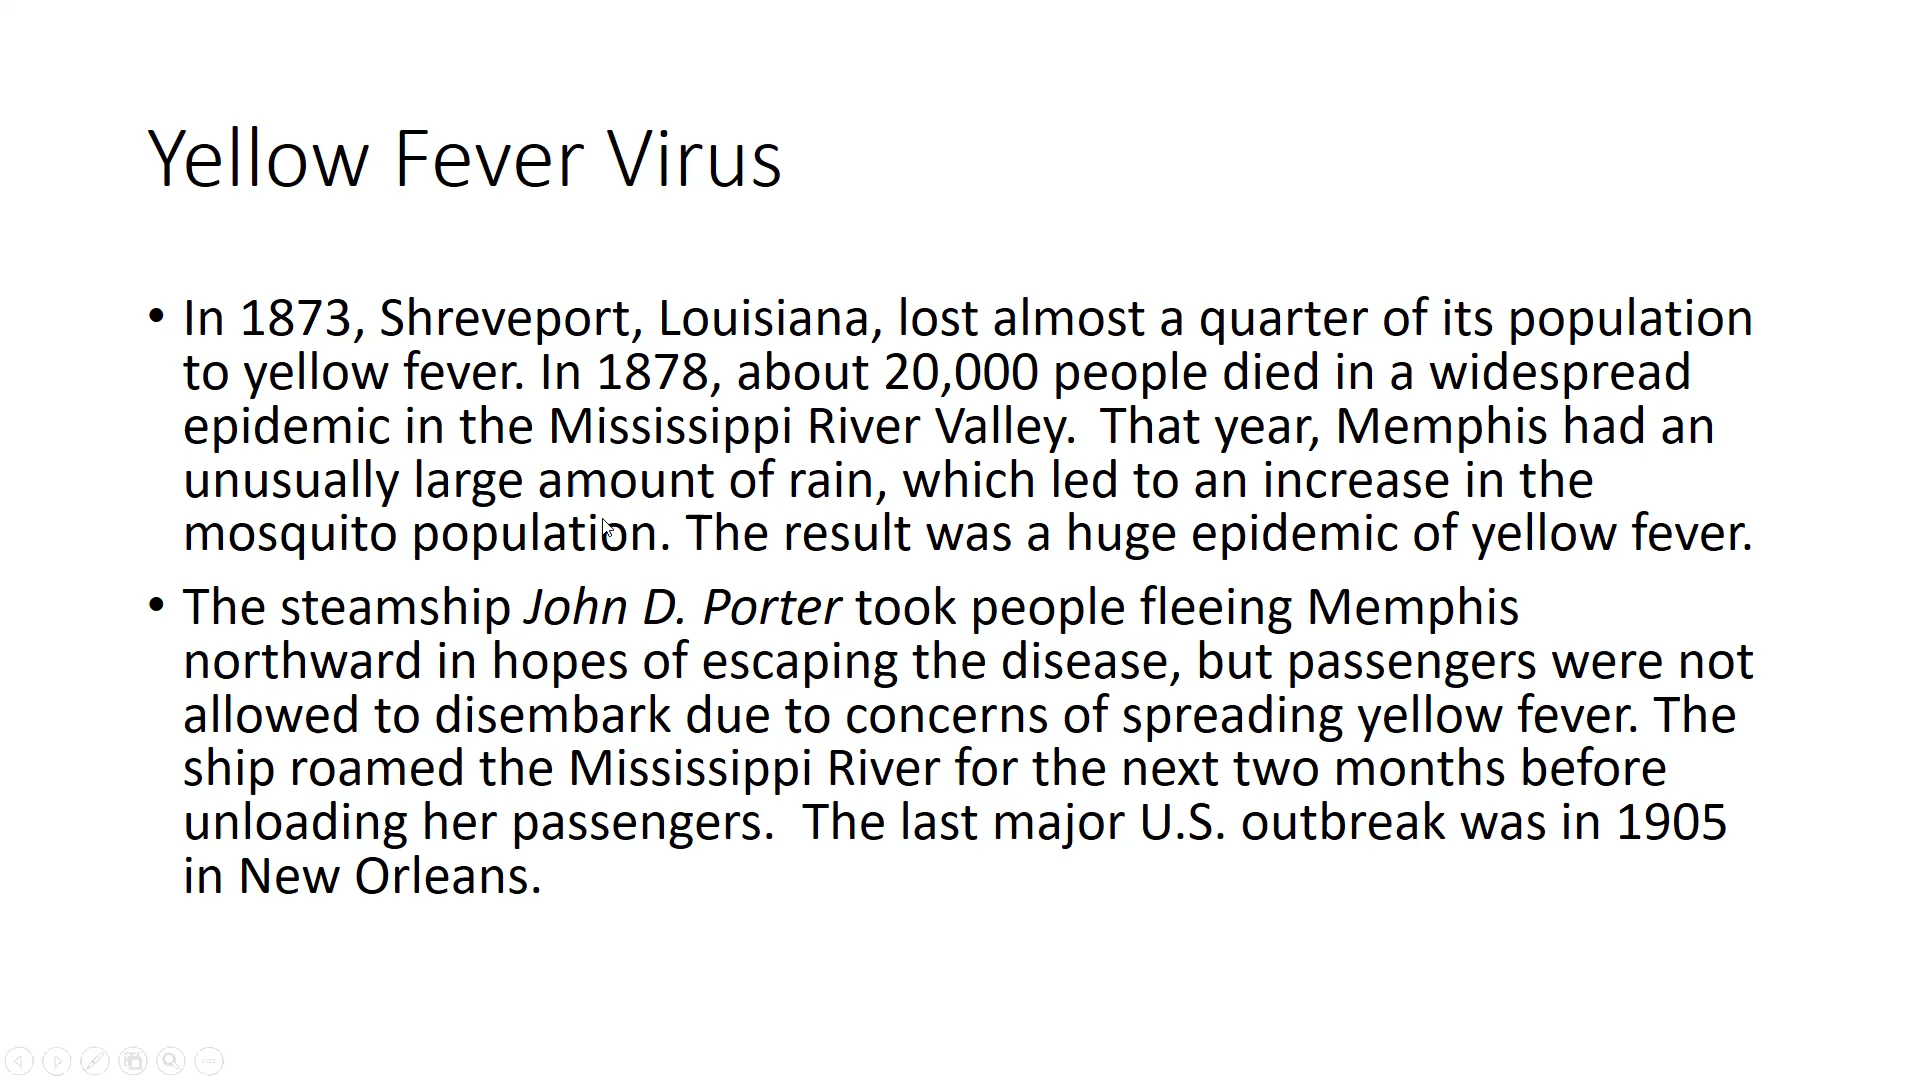 Yellow Fever Virus
• In 1873, Shreveport, Louisiana, lost almost a quarter of its population
to yellow fever. In 1878, about 20,000 people died in a widespread
epidemic in the Mississippi River Valley.  That year, Memphis had an
unusually large amount of rain, which led to an increase in the
mosquito population. The result was a huge epidemic of yellow fever.
• The steamship John D. Porter took people fleeing Memphis
northward in hopes of escaping the disease, but passengers were not
allowed to disembark due to concerns of spreading yellow fever. The
ship roamed the Mississippi River for the next two months before
unloading her passengers.  The last major U.S. outbreak was in 1905
in New Orleans.